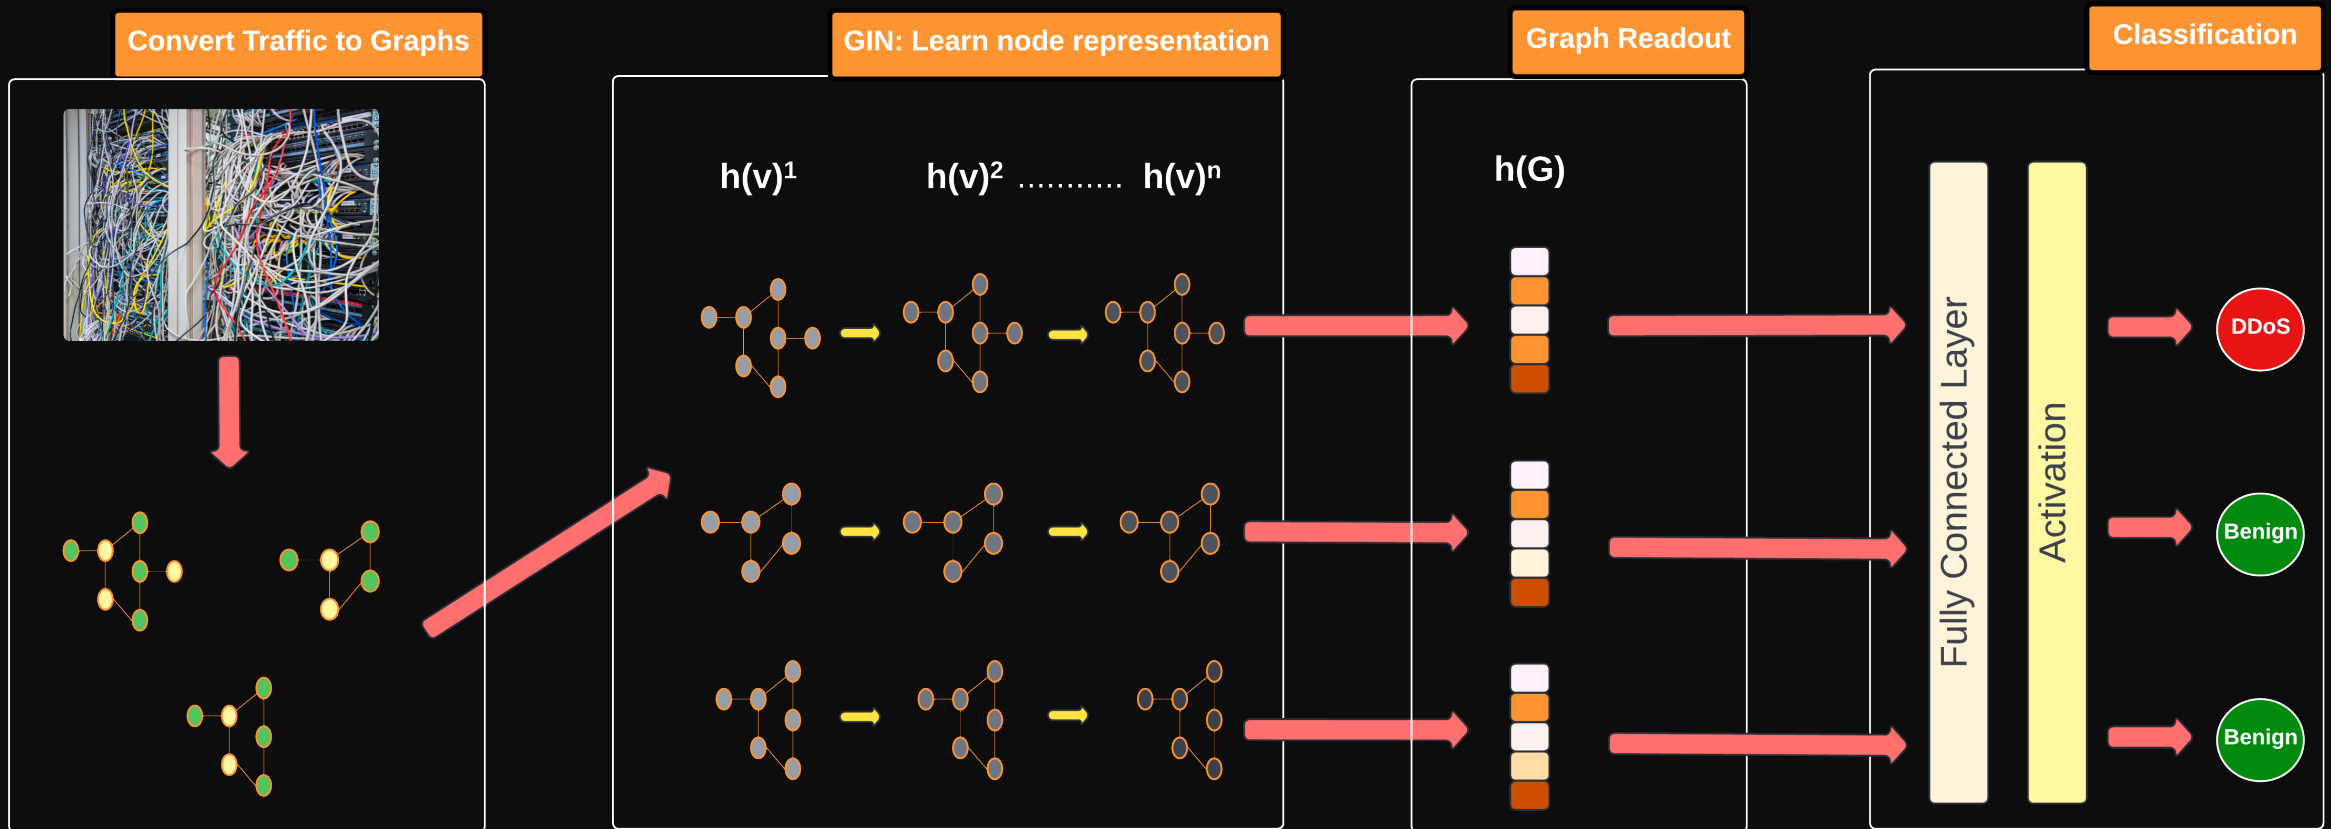 Convert Traffic to Graphs
GIN: Learn node representation
Graph Readout
Classification
h(v)¹
h(v)² ........... h(v)ⁿ
h(G)
Fully Connected Layer
Activation
DDoS
Benign
Benign